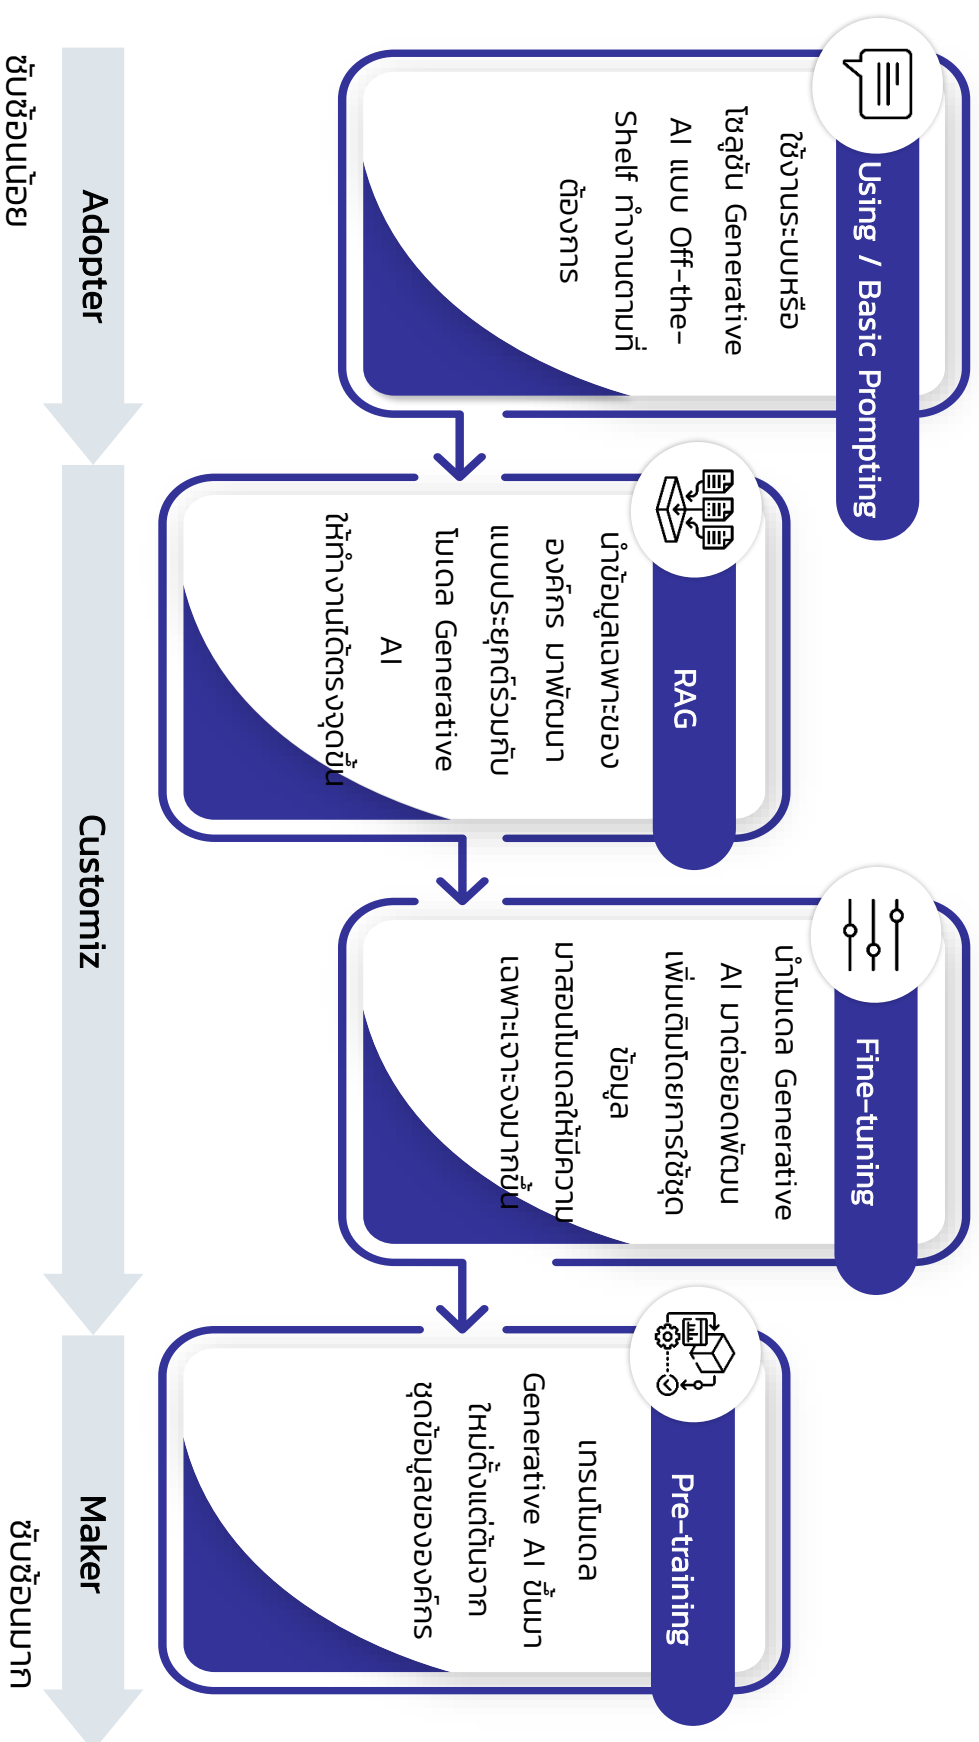 Using / Basic Prompting
ใช้งานระบบหรือ
โซลูชัน Generative
AI แบบ Off-the-
Shelf ทำงานตามที่
ต้องการ
RAG
นำข้อมูลเฉพาะของ
องค์กร มาพัฒนา
แบบประยุกต์ร่วมกับ
โมเดล Generative
AI
ให้ทำงานได้ตรงจุดขึ้น
Fine-tuning
นำโมเดล Generative
AI มาต่อยอดพัฒน
เพิ่มเติมโดยการใช้ชุด
ข้อมูล
มาสอนโมเดลให้มีความ
เฉพาะเจาะจงมากขึ้น
Pre-training
เทรนโมเดล
Generative AI ขึ้นมา
ใหม่ตั้งแต่ต้นจาก
ชุดข้อมูลขององค์กร
Adopter
Customiz
Maker
ซับซ้อนน้อย
ซับซ้อนมาก